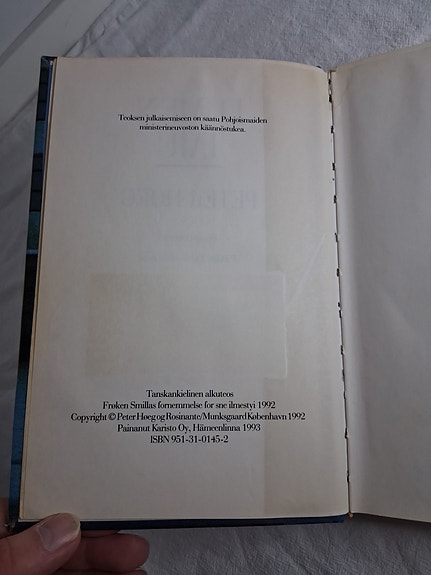 Teoksen julkaisemiseen on saatu Pohjoismaiden
ministerineuvoston käännöstukea.
Tanskankielinen alkuteos
Frøken Smillas fornemmelse for sne ilmestyi 1992
Copyright © Peter Høeg og Rosinante/Munksgaard København 1992
Painanut Karisto Oy, Hämeenlinna 1993
ISBN 951-31-0145-2